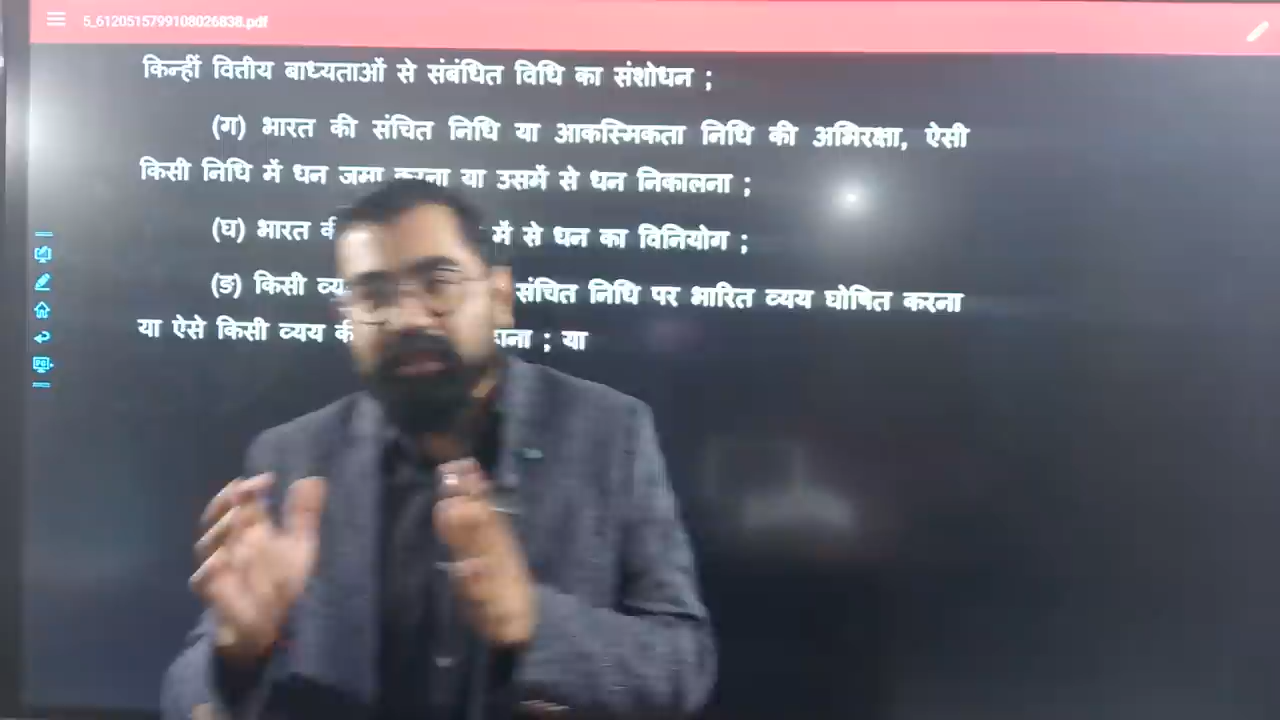 5_6120515799108026838.pdf
किन्हीं वित्तीय बाध्यताओं से संबंधित विधि का संशोधन ;
(ग) भारत की संचित निधि या आकस्मिकता निधि की अभिरक्षा, ऐसी
किसी निधि में धन जमा करना या उसमें से धन निकालना ;
(घ) भारत में से धन का विनियोग ;
(ङ) किसी संचित निधि पर भारित व्यय घोषित करना
या ऐसे किसी व्यय ; या